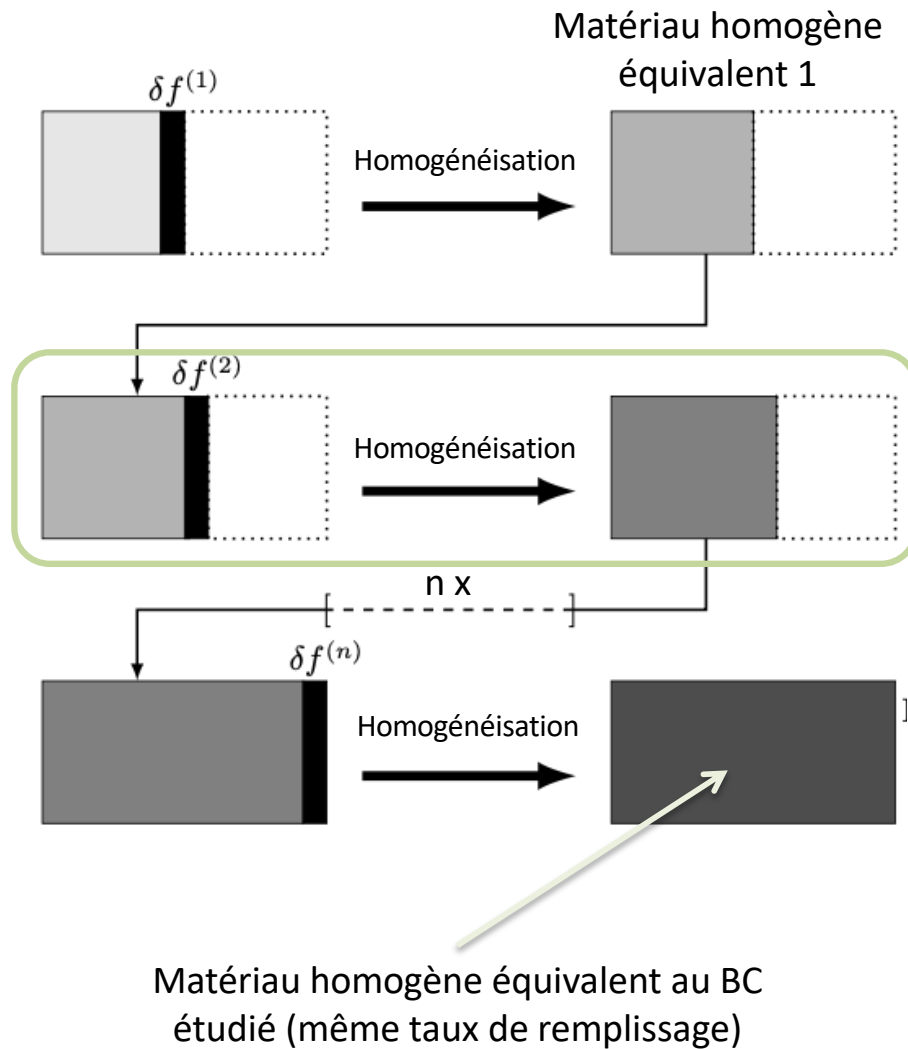 Matériau homogène
équivalent 1
δf⁽¹⁾
Homogénéisation
δf⁽²⁾
Homogénéisation
n x
δf⁽ⁿ⁾
Homogénéisation
Matériau homogène équivalent au BC
étudié (même taux de remplissage)